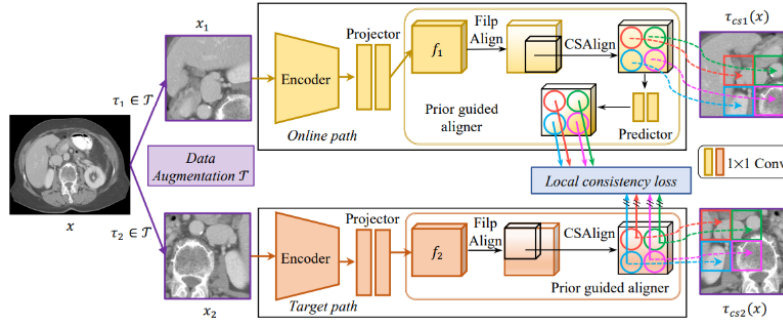 x₁
τ₁ ∈ 𝒯
x
Data
Augmentation 𝒯
τ₂ ∈ 𝒯
x₂
Encoder
Projector
Online path
f₁
Filp
Align
CSAlign
Prior guided
aligner
Predictor
τcs1(x)
1×1 Conv
Local consistency loss
Encoder
Projector
Target path
f₂
Filp
Align
CSAlign
Prior guided aligner
τcs2(x)